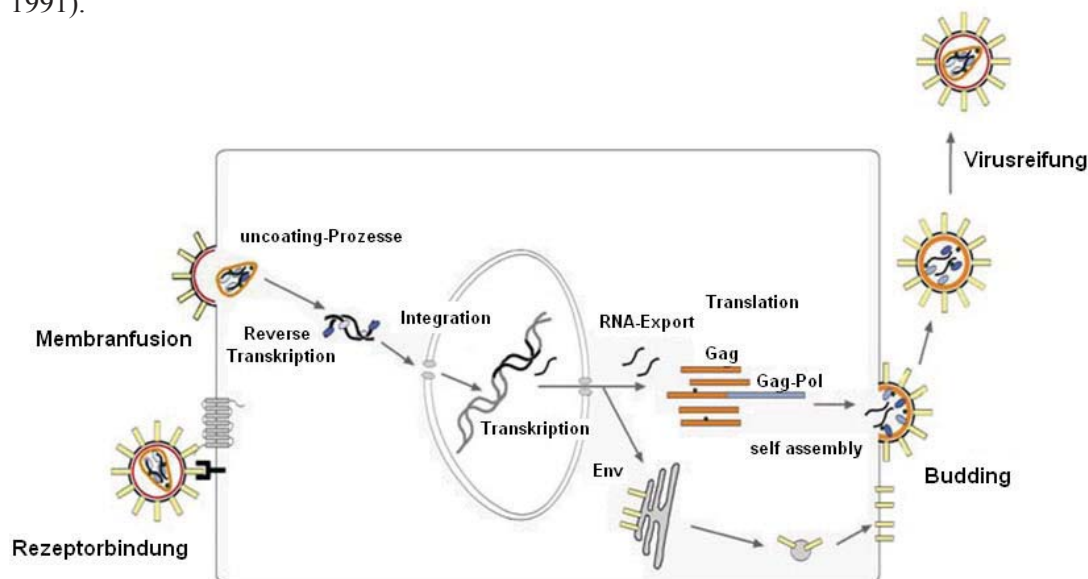 1991).
Virusreifung
uncoating-Prozesse
Membranfusion
Reverse
Transkription
Integration
Translation
RNA-Export
Gag
Gag-Pol
Transkription
self assembly
Env
Budding
Rezeptorbindung